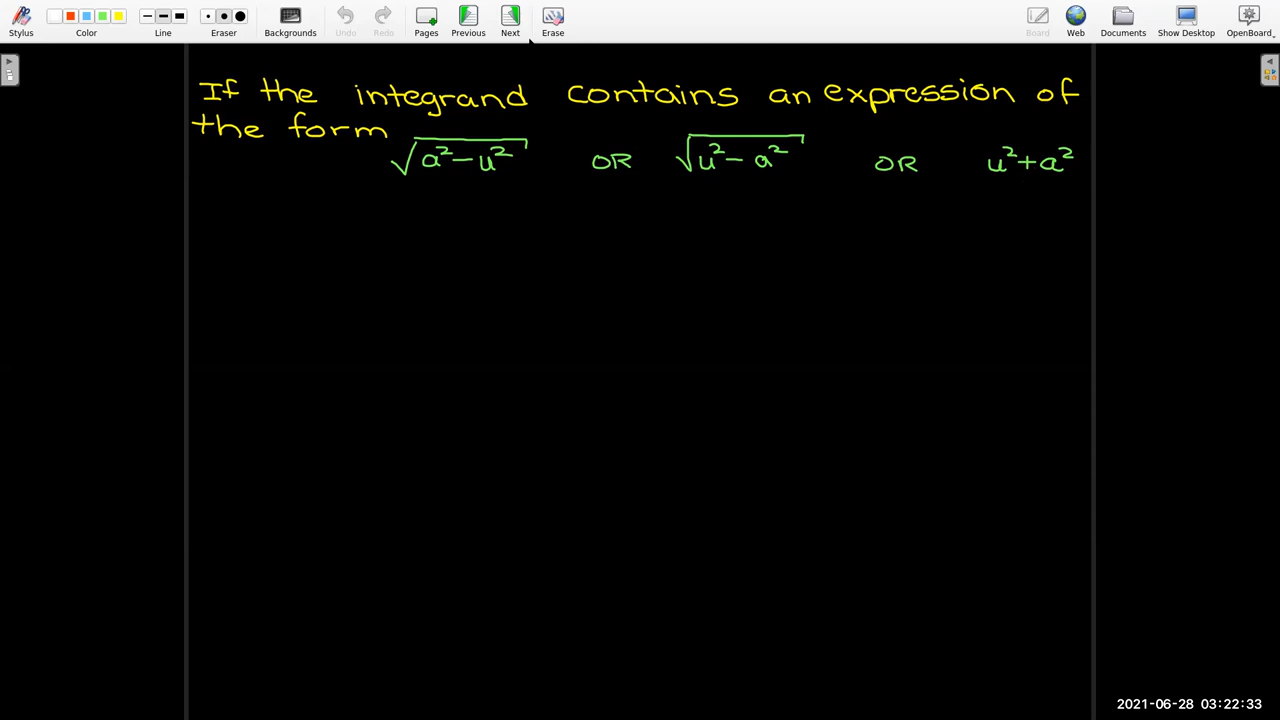 Stylus Color Line Eraser Backgrounds Undo Redo Pages Previous Next Erase Board Web Documents Show Desktop OpenBoard
If the integrand contains an expression of
the form
√(a²-u²) OR √(u²-a²) OR u²+a²
2021-06-28 03:22:33